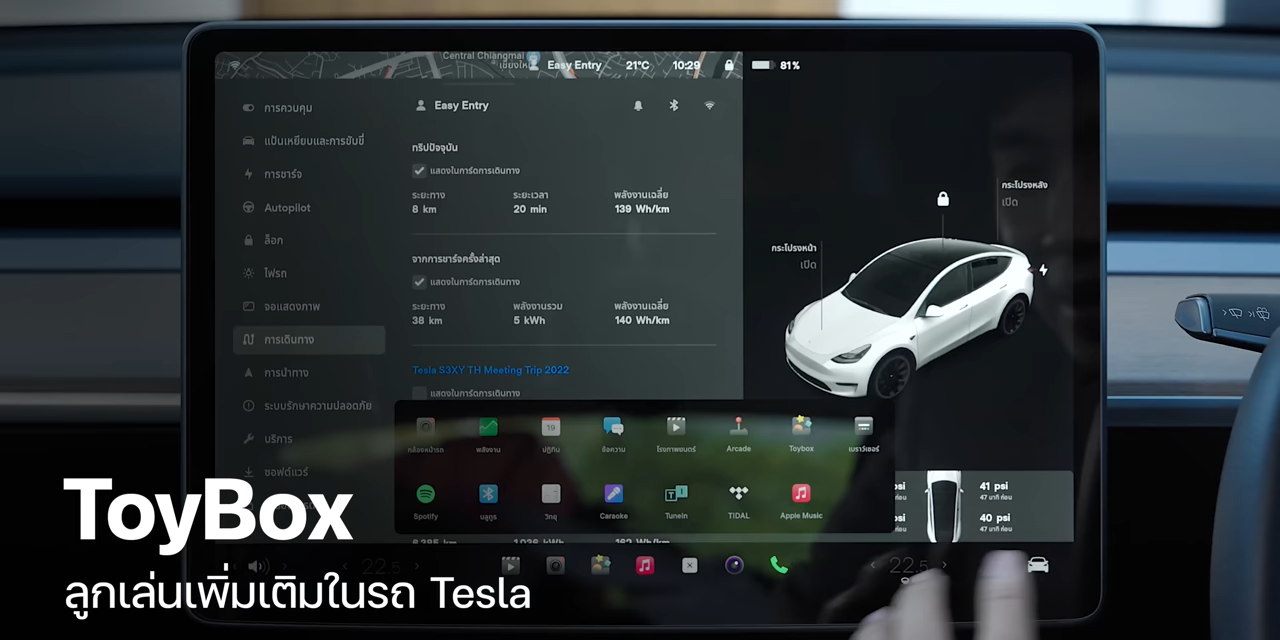 Central Chiangmai
Easy Entry 21°C 10:29 81%
Easy Entry
การควบคุม
แป้นเหยียบและการขับขี่
การชาร์จ
Autopilot
ล็อก
ไฟรถ
จอแสดงภาพ
การเดินทาง
การนำทาง
ระบบรักษาความปลอดภัย
บริการ
ซอฟต์แวร์
ทริปปัจจุบัน
แสดงในการ์ดการเดินทาง
ระยะทาง ระยะเวลา พลังงานเฉลี่ย
8 km 20 min 139 Wh/km
จากการชาร์จครั้งล่าสุด
แสดงในการ์ดการเดินทาง
ระยะทาง พลังงานรวม พลังงานเฉลี่ย
38 km 5 kWh 140 Wh/km
Tesla S3XY TH Meeting Trip 2022
แสดงในการ์ดการเดินทาง
กระโปรงหลัง
เปิด
กระโปรงหน้า
เปิด
กล้องหน้ารถ พลังงาน ปฏิทิน ข้อความ โรงภาพยนตร์ Arcade Toybox เบราว์เซอร์
Spotify บลูทูธ วิทยุ Caraoke TuneIn TIDAL Apple Music
41 psi
47 นาที ก่อน
40 psi
47 นาที ก่อน
22.5 22.5
ToyBox
ลูกเล่นเพิ่มเติมในรถ Tesla